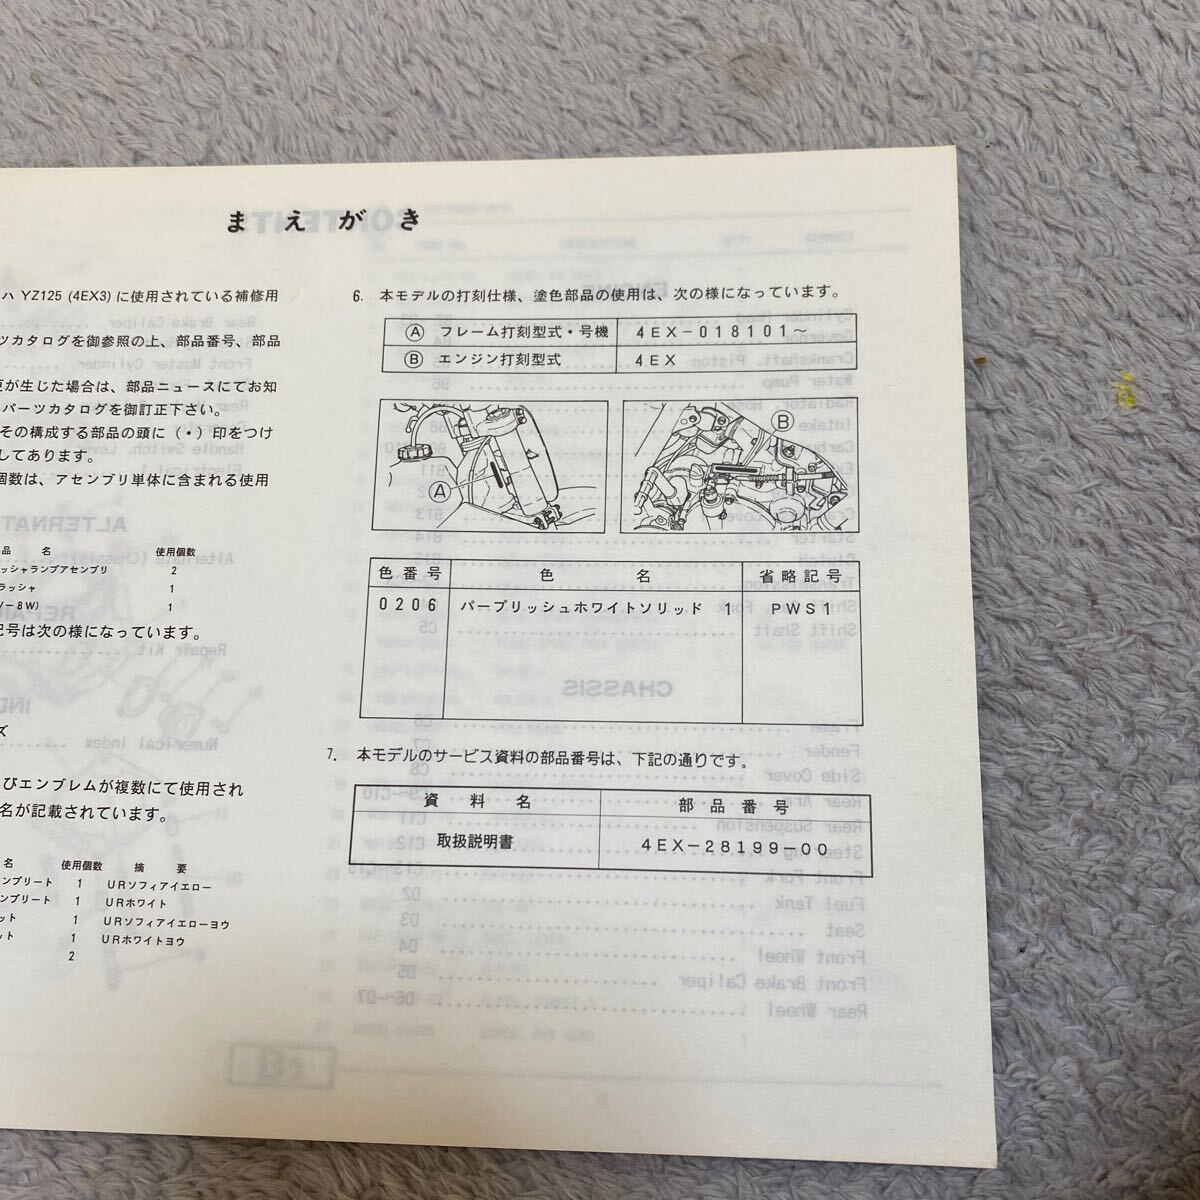 まえがき
ハ YZ125 (4EX3) に使用されている補修用
ツカタログを御参照の上、部品番号、部品
更が生じた場合は、部品ニュースにてお知
パーツカタログを御訂正下さい。
その構成する部品の頭に（・）印をつけ
してあります。
個数は、アセンブリ単体に含まれる使用
品 名 使用個数
ッシャランプアセンブリ 2
ラッシャ 1
8W) 1
記号は次の様になっています。
ズ
びエンブレムが複数にて使用され
名が記載されています。
名 使用個数 摘 要
ンプリート 1 URソフィアイエロー
ンプリート 1 URホワイト
ット 1 URソフィアイエローヨウ
ット 1 URホワイトヨウ
2
6. 本モデルの打刻仕様、塗色部品の使用は、次の様になっています。
Ⓐ フレーム打刻型式・号機 4EX-018101～
Ⓑ エンジン打刻型式 4EX
Ⓐ
Ⓑ
色番号 色 名 省略記号
0206 パープリッシュホワイトソリッド 1 PWS1
7. 本モデルのサービス資料の部品番号は、下記の通りです。
資 料 名 部 品 番 号
取扱説明書 4EX-28199-00